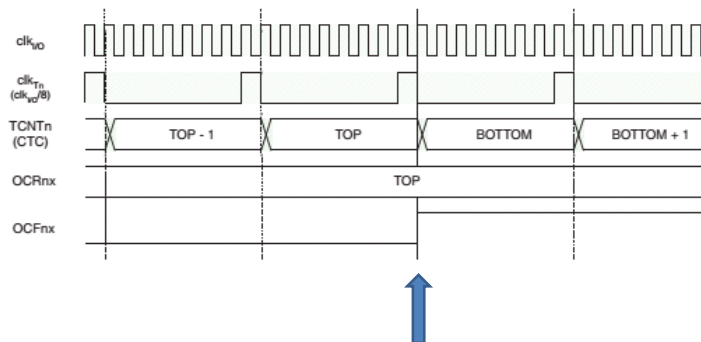 clkI/O
clkTn
(clkI/O/8)
TCNTn
(CTC)
TOP - 1
TOP
BOTTOM
BOTTOM + 1
OCRnx
TOP
OCFnx